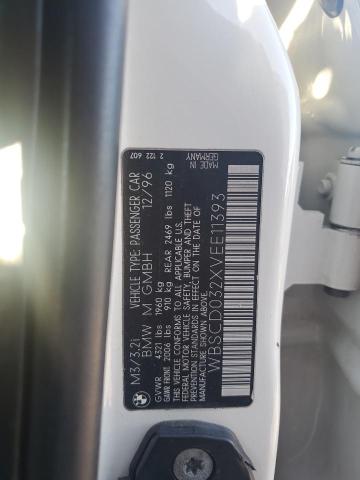 M3/3,2i VEHICLE TYPE: PASSENGER CAR 2 122 607
BMW M GMBH 12/96
GVWR 4321 lbs 1960 kg
GAWR FRONT 2006 lbs 910 kg REAR 2469 lbs 1120 kg
THIS VEHICLE CONFORMS TO ALL APPLICABLE
FEDERAL MOTOR VEHICLE SAFETY, BUMPER, AND THEFT
PREVENTION STANDARDS IN EFFECT ON THE DATE OF
MANUFACTURE SHOWN ABOVE.
MADE IN
GERMANY
WBSCD032XVEE11393